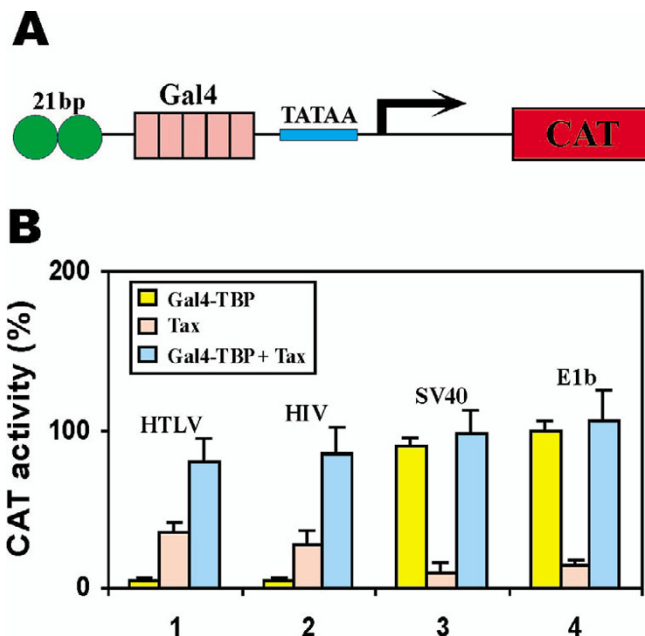 A
21bp
Gal4
TATAA
CAT
B
CAT activity (%)
200
100
0
Gal4-TBP
Tax
Gal4-TBP + Tax
HTLV
HIV
SV40
E1b
1 2 3 4